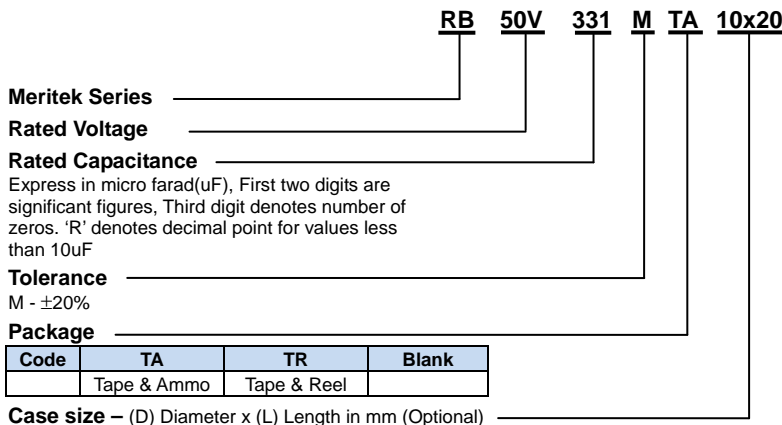 RB 50V 331 M TA 10x20
Meritek Series
Rated Voltage
Rated Capacitance
Express in micro farad(uF), First two digits are
significant figures, Third digit denotes number of
zeros. ‘R’ denotes decimal point for values less
than 10uF
Tolerance
M - ±20%
Package
Code TA TR Blank
Tape & Ammo Tape & Reel
Case size – (D) Diameter x (L) Length in mm (Optional)